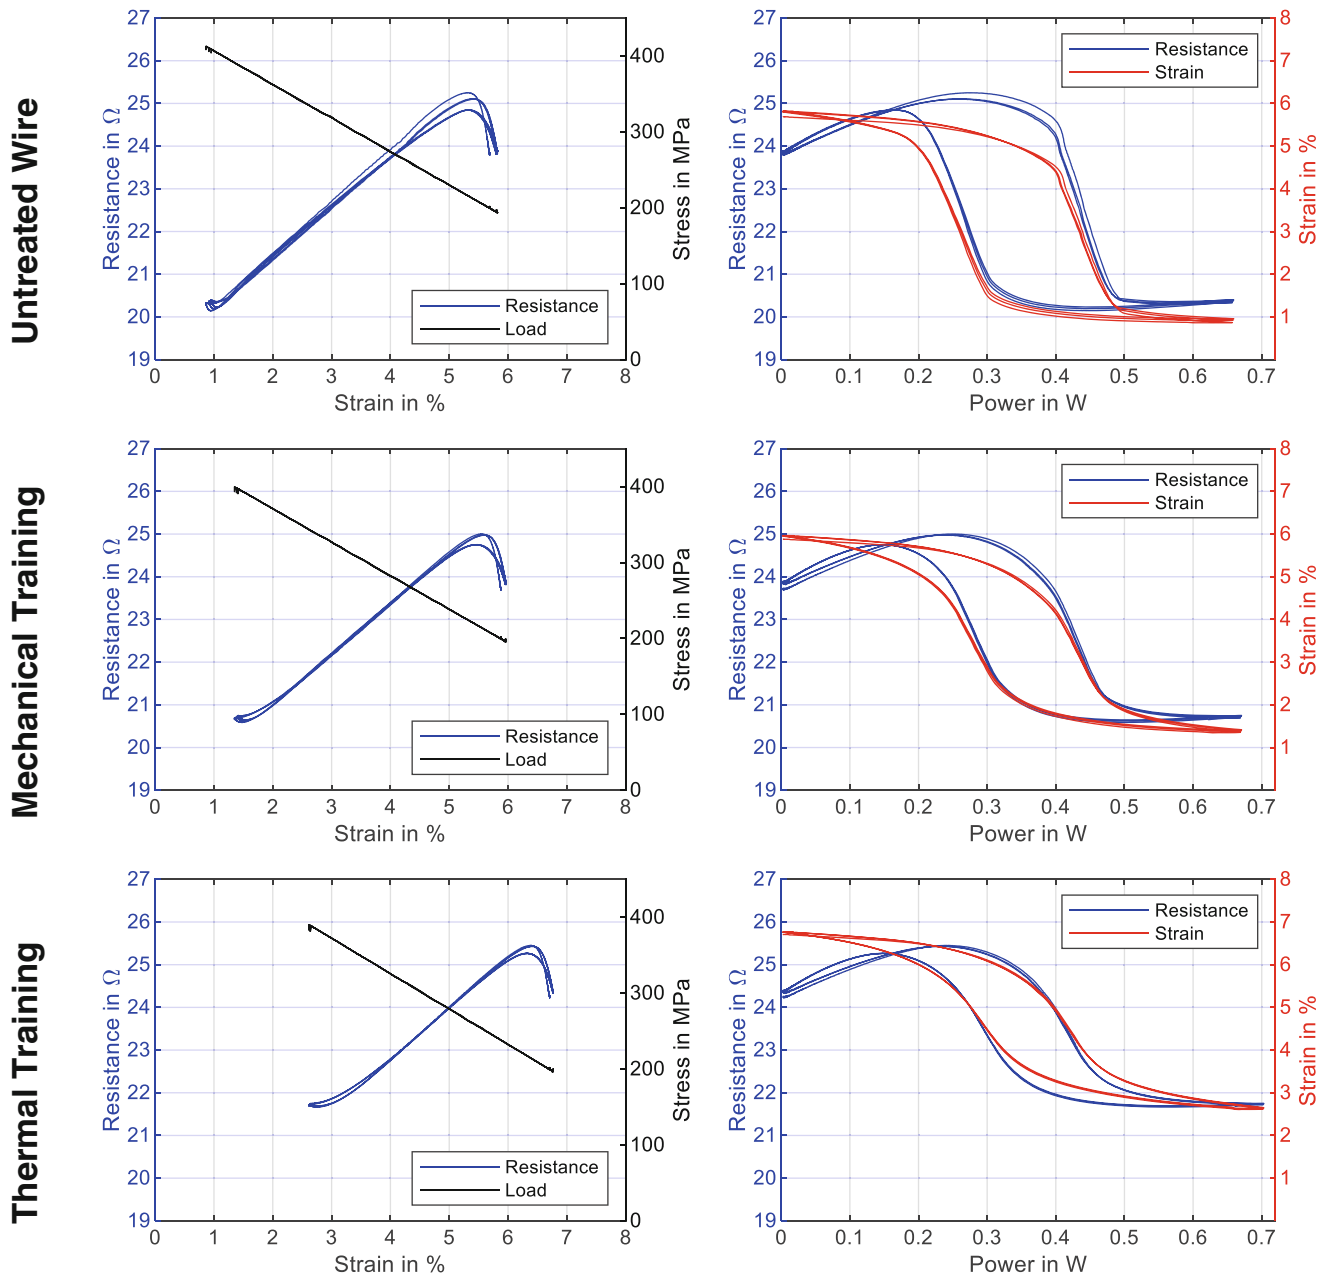 Untreated Wire
27
26
25
24
23
22
21
20
19
Resistance in Ω
400
300
200
100
0
Stress in MPa
Resistance
Load
0 1 2 3 4 5 6 7 8
Strain in %
27
26
25
24
23
22
21
20
19
Resistance in Ω
8
7
6
5
4
3
2
1
Strain in %
Resistance
Strain
0 0.1 0.2 0.3 0.4 0.5 0.6 0.7
Power in W
Mechanical Training
27
26
25
24
23
22
21
20
19
Resistance in Ω
400
300
200
100
0
Stress in MPa
Resistance
Load
0 1 2 3 4 5 6 7 8
Strain in %
27
26
25
24
23
22
21
20
19
Resistance in Ω
8
7
6
5
4
3
2
1
Strain in %
Resistance
Strain
0 0.1 0.2 0.3 0.4 0.5 0.6 0.7
Power in W
Thermal Training
27
26
25
24
23
22
21
20
19
Resistance in Ω
400
300
200
100
0
Stress in MPa
Resistance
Load
0 1 2 3 4 5 6 7 8
Strain in %
27
26
25
24
23
22
21
20
19
Resistance in Ω
8
7
6
5
4
3
2
1
Strain in %
Resistance
Strain
0 0.1 0.2 0.3 0.4 0.5 0.6 0.7
Power in W